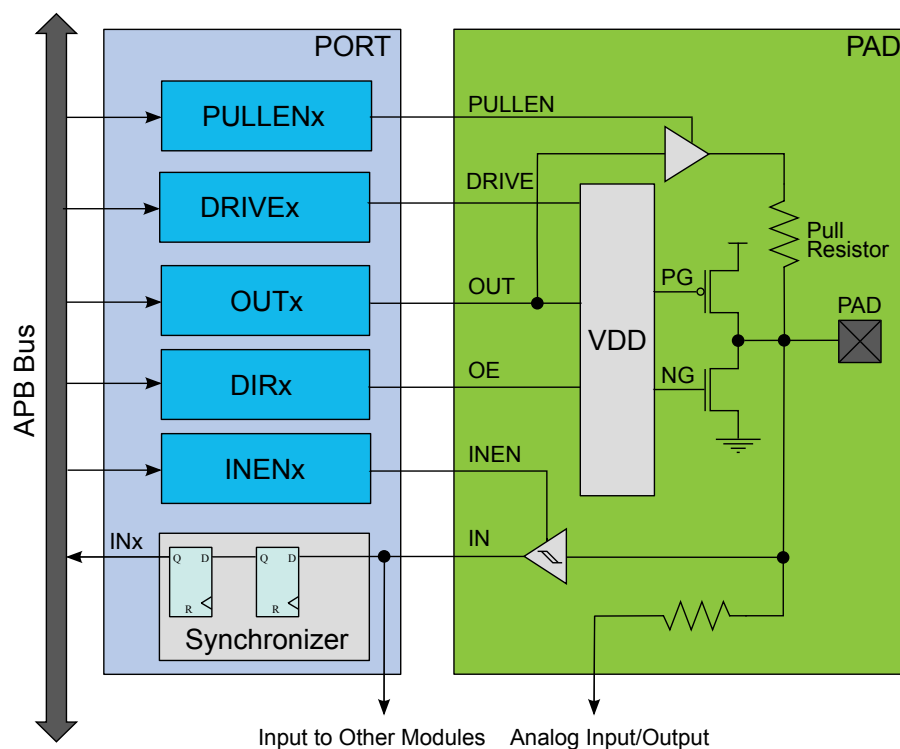 PORT
PAD
PULLENx
PULLEN
DRIVEx
DRIVE
Pull
Resistor
OUTx
OUT
PG
PAD
VDD
APB Bus
DIRx
OE
NG
INENx
INEN
INx
IN
Q D
Q D
R
R
Synchronizer
Input to Other Modules
Analog Input/Output